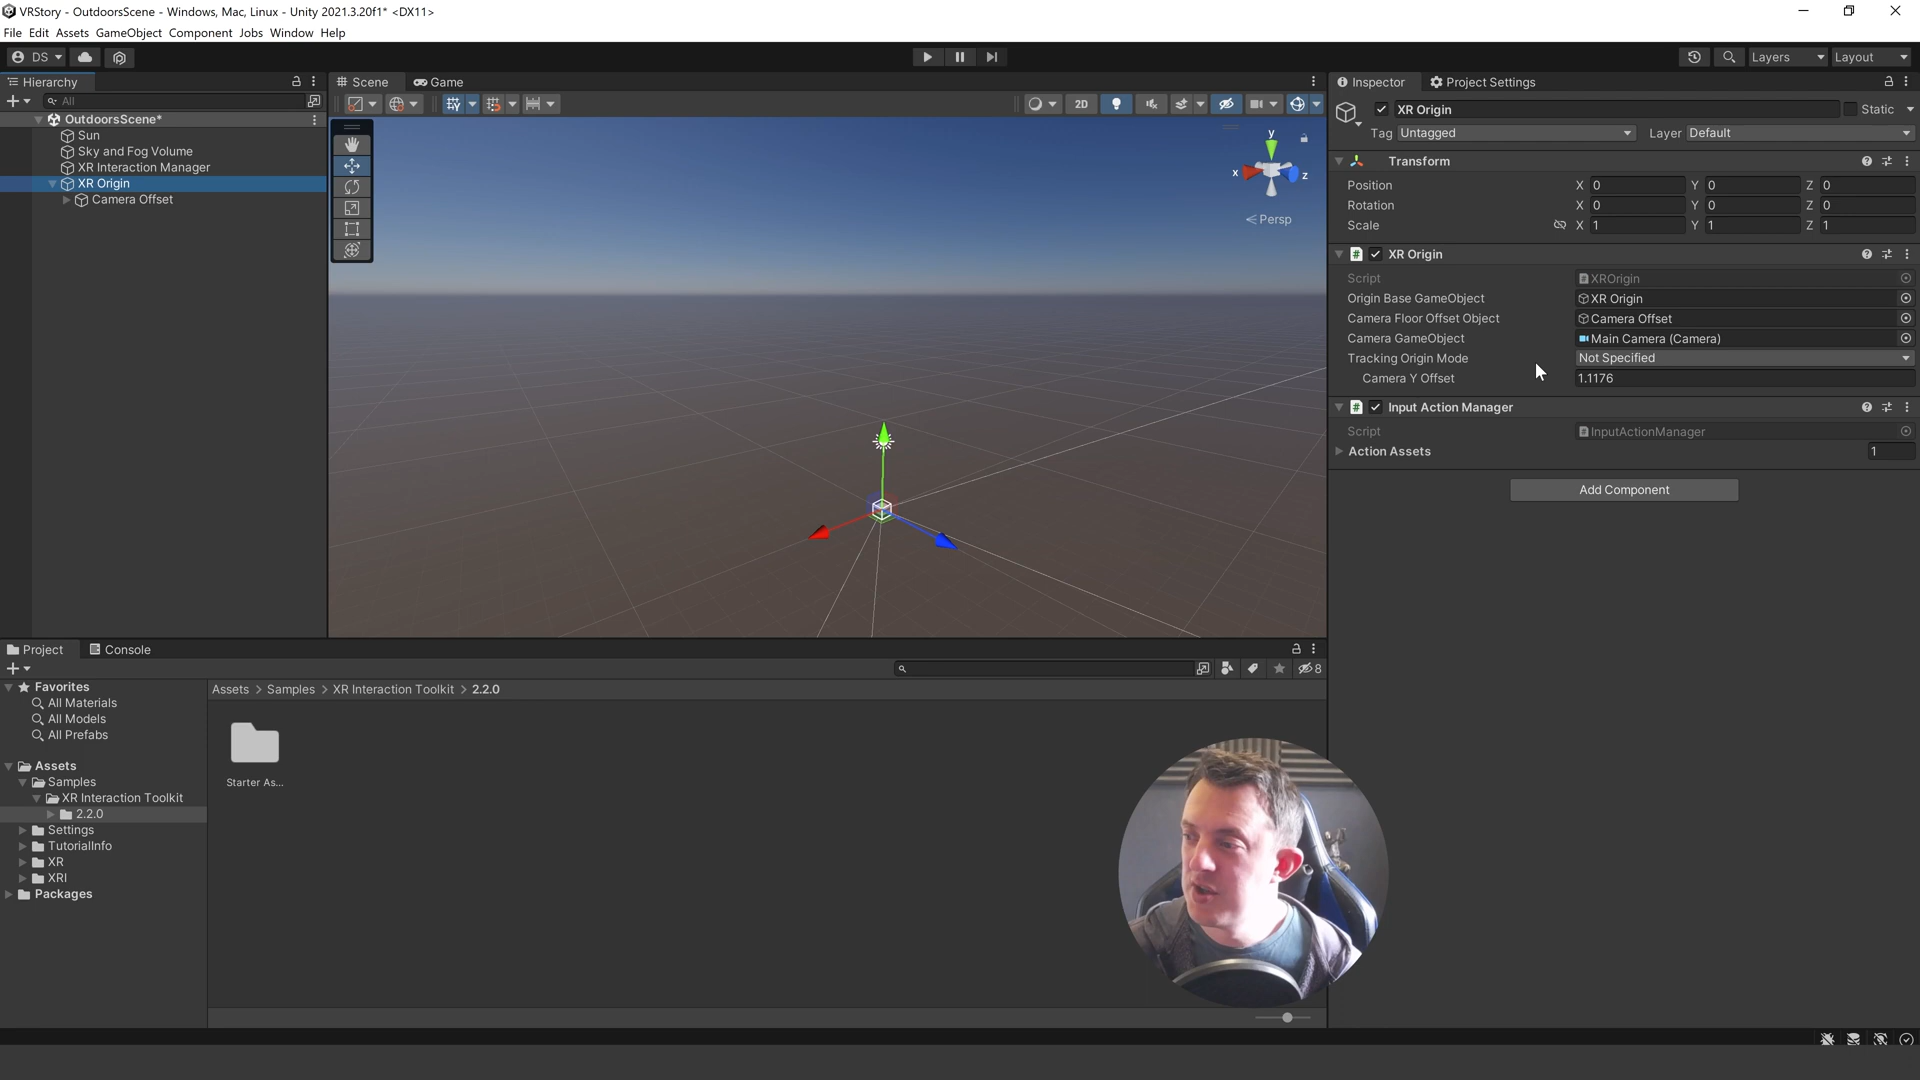 VRStory - OutdoorsScene - Windows, Mac, Linux - Unity 2021.3.20f1* <DX11>
File Edit Assets GameObject Component Jobs Window Help
DS
Layers
Layout
Hierarchy
All
OutdoorsScene*
Sun
Sky and Fog Volume
XR Interaction Manager
XR Origin
Camera Offset
Scene
Game
2D
y
x
z
Persp
Inspector
Project Settings
XR Origin
Static
Tag Untagged
Layer Default
Transform
Position X 0 Y 0 Z 0
Rotation X 0 Y 0 Z 0
Scale X 1 Y 1 Z 1
XR Origin
Script XROrigin
Origin Base GameObject XR Origin
Camera Floor Offset Object Camera Offset
Camera GameObject Main Camera (Camera)
Tracking Origin Mode Not Specified
Camera Y Offset 1.1176
Input Action Manager
Script InputActionManager
Action Assets 1
Add Component
Project
Console
8
Favorites
All Materials
All Models
All Prefabs
Assets
Samples
XR Interaction Toolkit
2.2.0
Settings
TutorialInfo
XR
XRI
Packages
Assets > Samples > XR Interaction Toolkit > 2.2.0
Starter As...